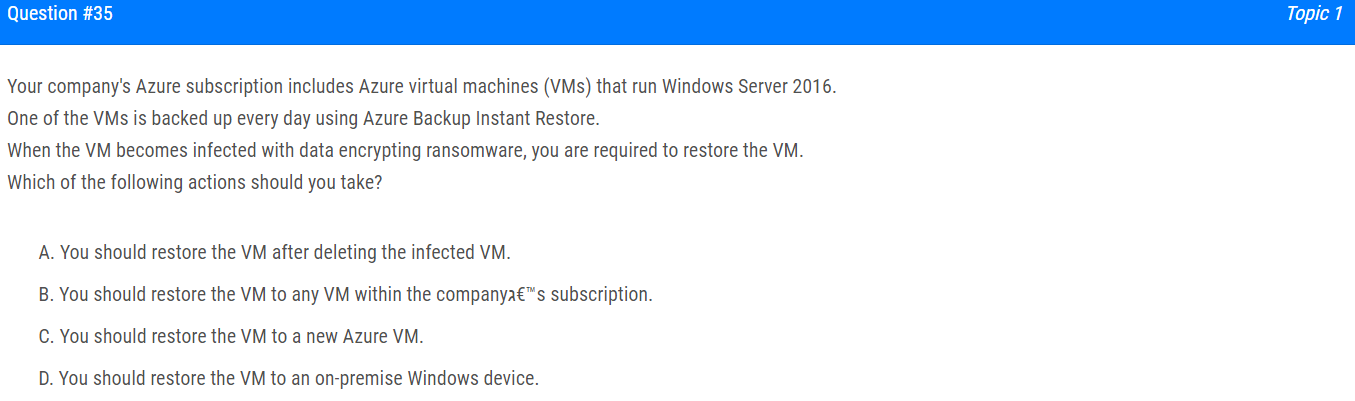 Question #35
Topic 1
Your company's Azure subscription includes Azure virtual machines (VMs) that run Windows Server 2016.
One of the VMs is backed up every day using Azure Backup Instant Restore.
When the VM becomes infected with data encrypting ransomware, you are required to restore the VM.
Which of the following actions should you take?
A. You should restore the VM after deleting the infected VM.
B. You should restore the VM to any VM within the companyג€™s subscription.
C. You should restore the VM to a new Azure VM.
D. You should restore the VM to an on-premise Windows device.